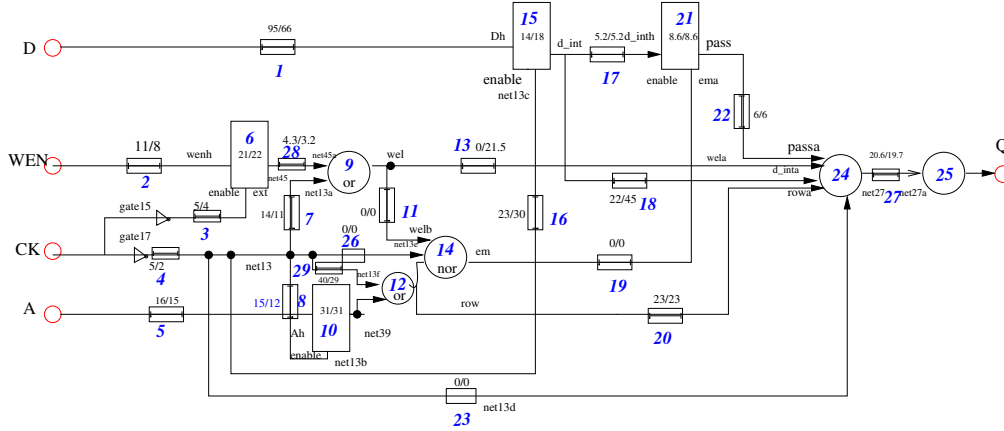 95/66
1
D
Dh
15
14/18
enable
net13c
d_int
5.2/5.2
d_inth
17
21
8.6/8.6
enable
ema
pass
22
6/6
WEN
11/8
2
wenh
6
21/22
enable
ext
4.3/3.2
28
net45
net45a
net13a
9
or
wel
13
0/21.5
wela
passa
d_inta
rowa
24
20.6/19.7
27
net27
net27a
25
Q
gate15
5/4
3
14/11
7
0/0
11
welb
net13e
23/30
16
22/45
18
CK
gate17
5/2
4
net13
0/0
26
29
40/29
net13f
12
or
14
nor
em
0/0
19
A
16/15
5
15/12
8
Ah
31/31
10
enable
net13b
net39
row
23/23
20
0/0
23
net13d